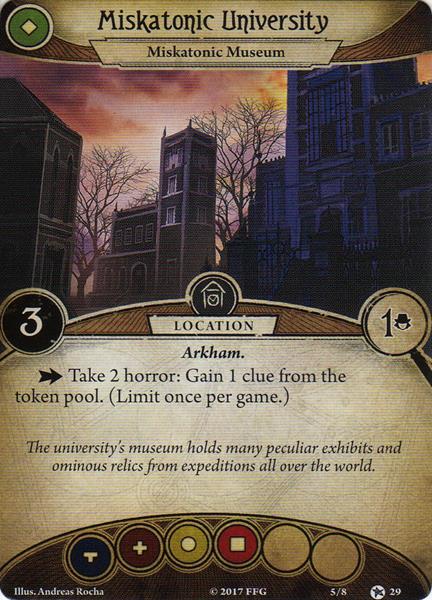 Miskatonic University
Miskatonic Museum
3
LOCATION
1
Arkham.
Take 2 horror: Gain 1 clue from the
token pool. (Limit once per game.)
The university's museum holds many peculiar exhibits and
ominous relics from expeditions all over the world.
Illus. Andreas Rocha © 2017 FFG 5/8 29